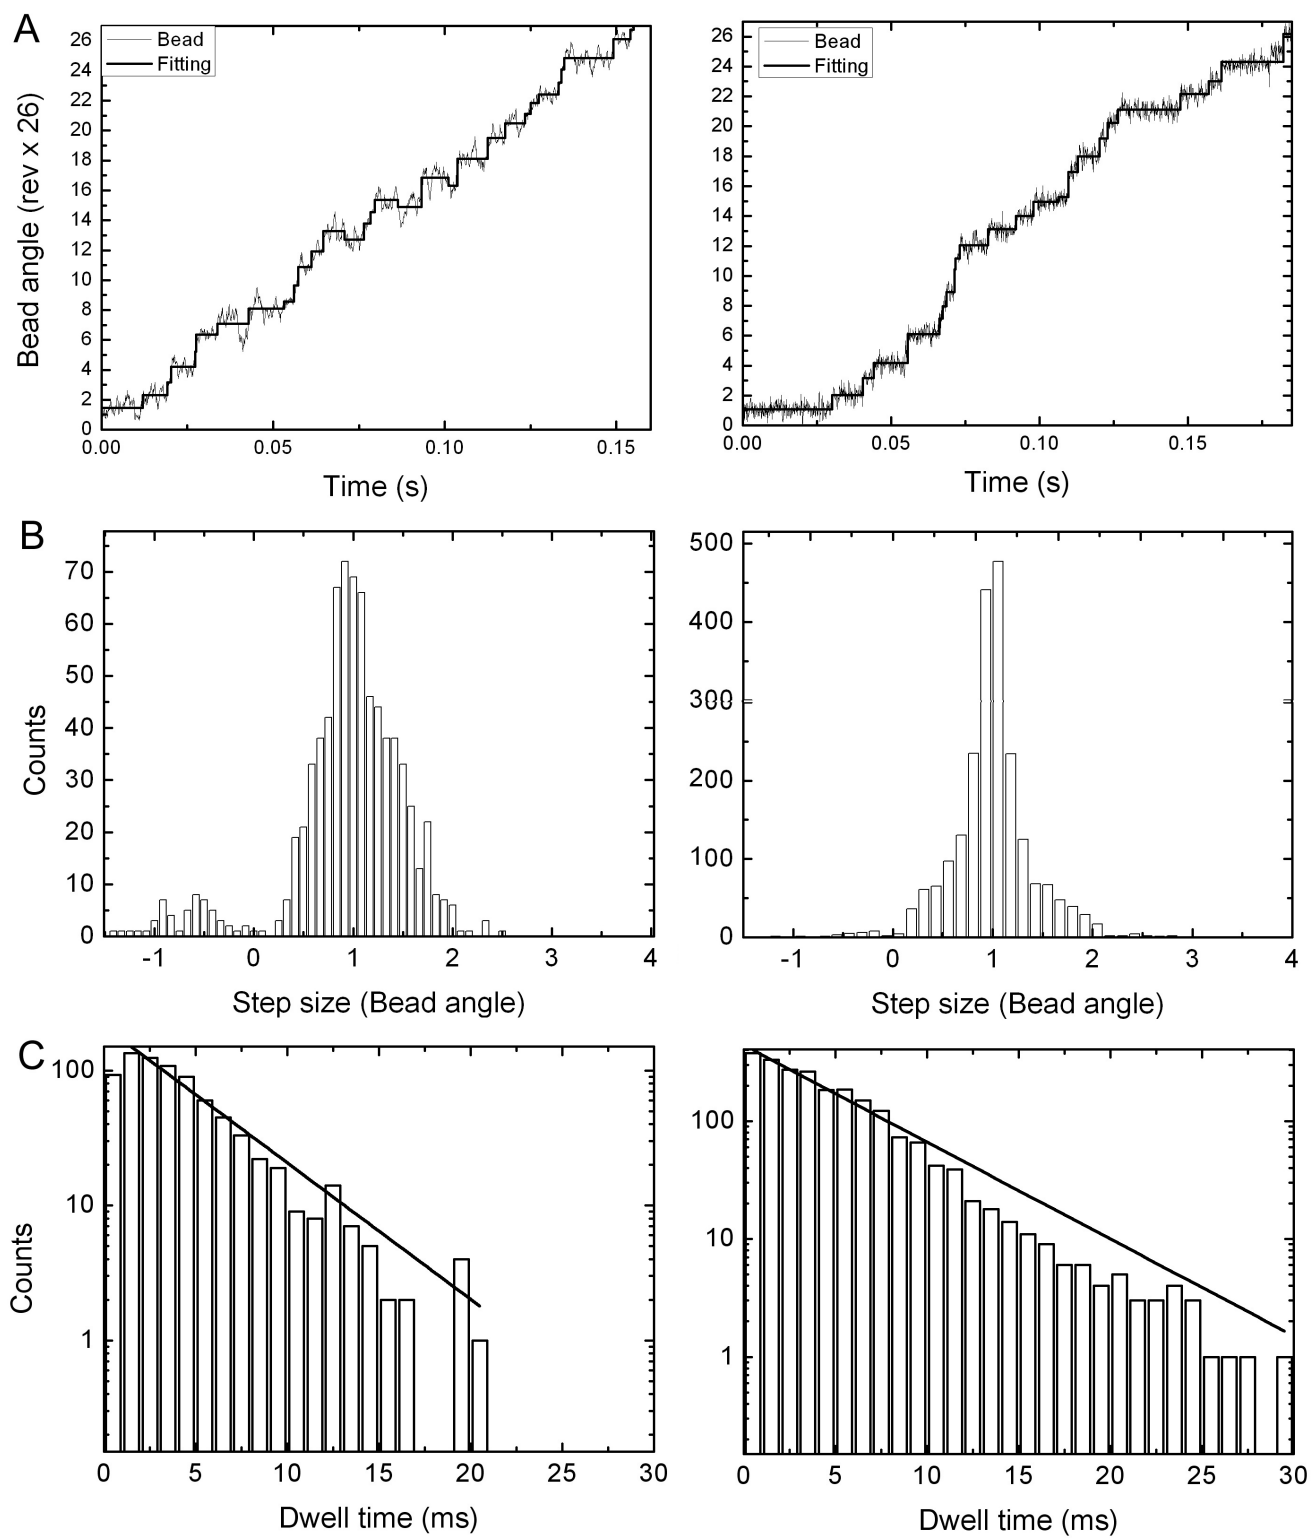 A
Bead
Fitting
26
24
22
20
18
16
14
12
10
8
6
4
2
0
Bead angle (rev x 26)
0.00 0.05 0.10 0.15
Time (s)
Bead
Fitting
26
24
22
20
18
16
14
12
10
8
6
4
2
0
0.00 0.05 0.10 0.15
Time (s)
B
70
60
50
40
30
20
10
0
Counts
-1 0 1 2 3 4
Step size (Bead angle)
500
400
300
200
100
0
-1 0 1 2 3 4
Step size (Bead angle)
C
100
10
1
Counts
0 5 10 15 20 25 30
Dwell time (ms)
100
10
1
0 5 10 15 20 25 30
Dwell time (ms)